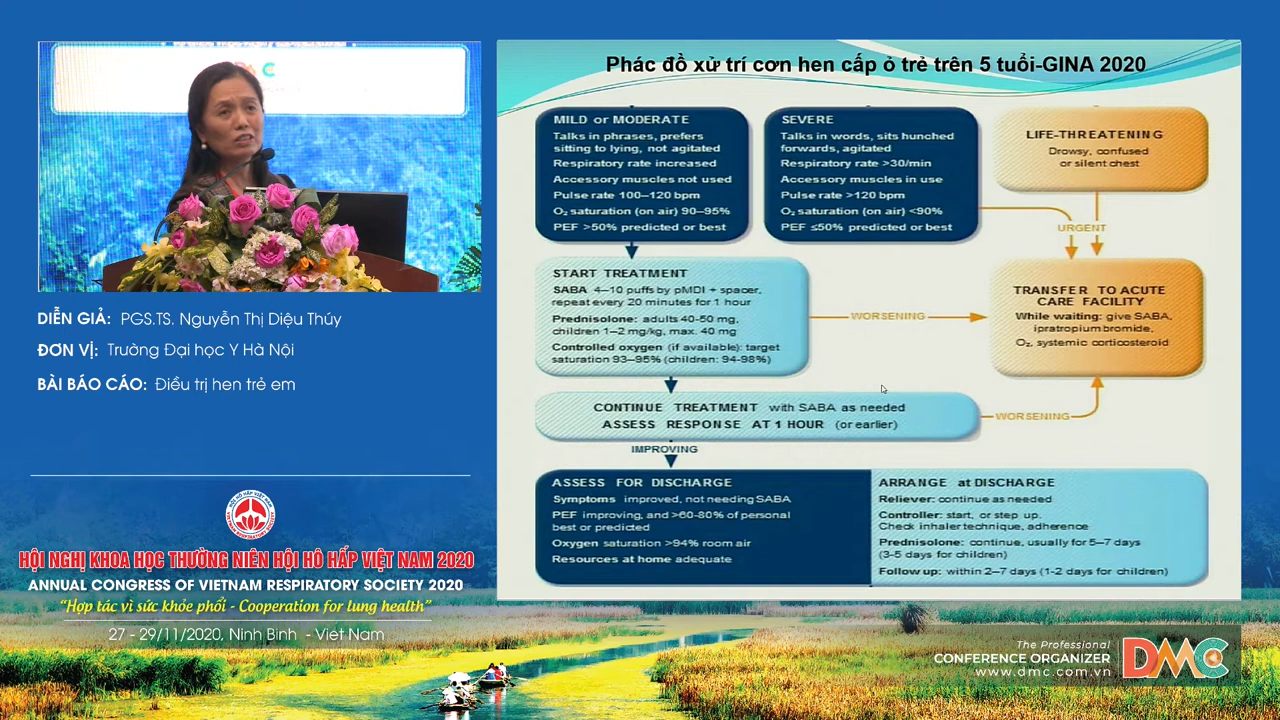 DIỄN GIẢ: PGS.TS. Nguyễn Thị Diệu Thúy
ĐƠN VỊ: Trường Đại học Y Hà Nội
BÀI BÁO CÁO: Điều trị hen trẻ em
HỘI HÔ HẤP VIỆT NAM
VIETNAM RESPIRATORY SOCIETY
HỘI NGHỊ KHOA HỌC THƯỜNG NIÊN HỘI HÔ HẤP VIỆT NAM 2020
ANNUAL CONGRESS OF VIETNAM RESPIRATORY SOCIETY 2020
“Hợp tác vì sức khỏe phổi - Cooperation for lung health”
27 - 29/11/2020, Ninh Bình - Việt Nam
Phác đồ xử trí cơn hen cấp ỏ trẻ trên 5 tuổi-GINA 2020
MILD or MODERATE
Talks in phrases, prefers
sitting to lying, not agitated
Respiratory rate increased
Accessory muscles not used
Pulse rate 100–120 bpm
O₂ saturation (on air) 90–95%
PEF >50% predicted or best
SEVERE
Talks in words, sits hunched
forwards, agitated
Respiratory rate >30/min
Accessory muscles in use
Pulse rate >120 bpm
O₂ saturation (on air) <90%
PEF ≤50% predicted or best
LIFE-THREATENING
Drowsy, confused
or silent chest
URGENT
START TREATMENT
SABA 4–10 puffs by pMDI + spacer,
repeat every 20 minutes for 1 hour
Prednisolone: adults 40-50 mg,
children 1–2 mg/kg, max. 40 mg
Controlled oxygen (if available): target
saturation 93–95% (children: 94-98%)
WORSENING
TRANSFER TO ACUTE
CARE FACILITY
While waiting: give SABA,
ipratropium bromide,
O₂, systemic corticosteroid
CONTINUE TREATMENT with SABA as needed
ASSESS RESPONSE AT 1 HOUR (or earlier)
WORSENING
IMPROVING
ASSESS FOR DISCHARGE
Symptoms improved, not needing SABA
PEF improving, and >60-80% of personal
best or predicted
Oxygen saturation >94% room air
Resources at home adequate
ARRANGE at DISCHARGE
Reliever: continue as needed
Controller: start, or step up.
Check inhaler technique, adherence
Prednisolone: continue, usually for 5–7 days
(3-5 days for children)
Follow up: within 2–7 days (1-2 days for children)
The Professional
CONFERENCE ORGANIZER
www.dmc.com.vn
DMC